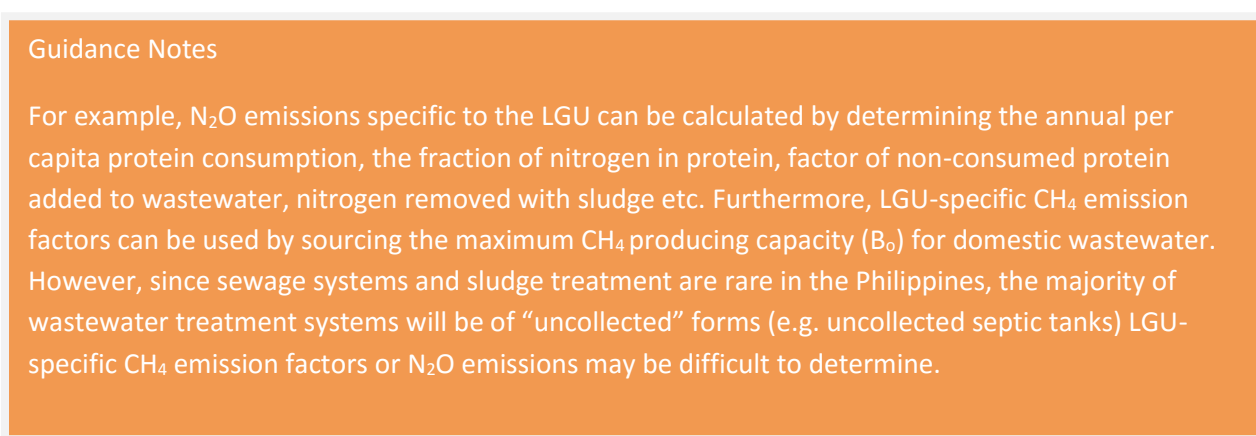 Guidance Notes
For example, N₂O emissions specific to the LGU can be calculated by determining the annual per
capita protein consumption, the fraction of nitrogen in protein, factor of non-consumed protein
added to wastewater, nitrogen removed with sludge etc. Furthermore, LGU-specific CH₄ emission
factors can be used by sourcing the maximum CH₄ producing capacity (Bₒ) for domestic wastewater.
However, since sewage systems and sludge treatment are rare in the Philippines, the majority of
wastewater treatment systems will be of “uncollected” forms (e.g. uncollected septic tanks) LGU-
specific CH₄ emission factors or N₂O emissions may be difficult to determine.